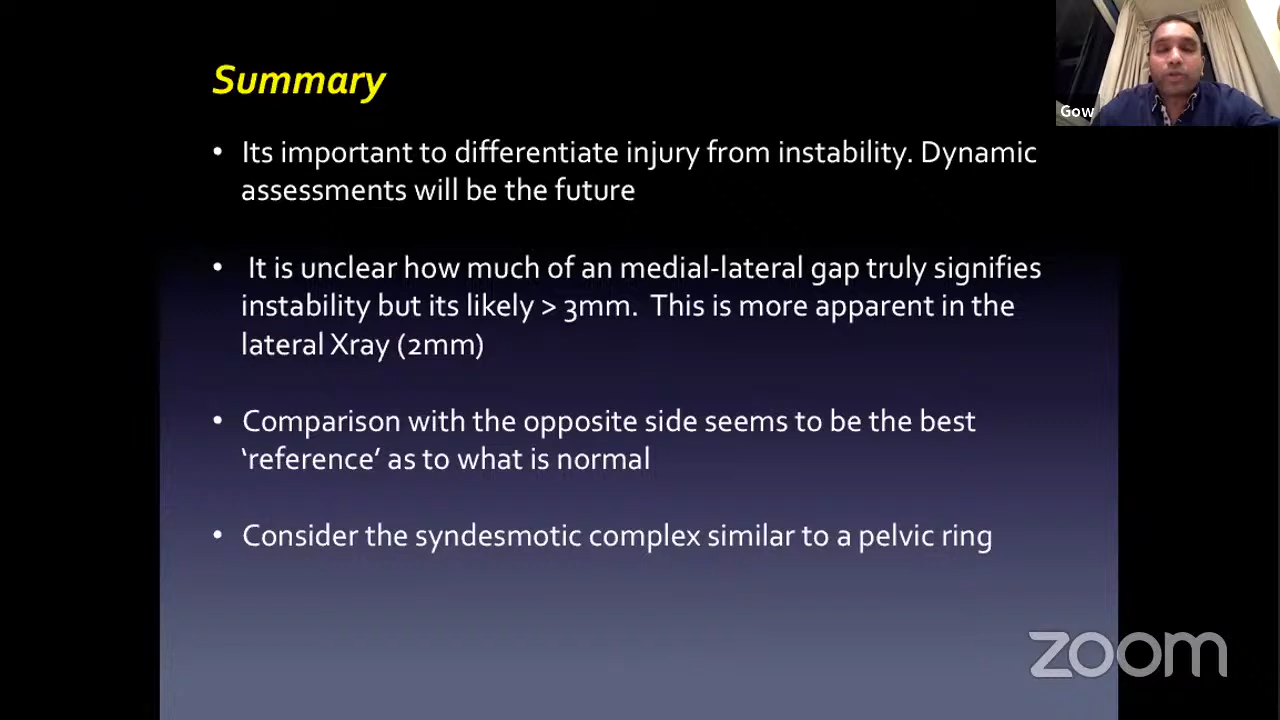 Summary
Gow
• Its important to differentiate injury from instability. Dynamic
assessments will be the future
• It is unclear how much of an medial-lateral gap truly signifies
instability but its likely > 3mm. This is more apparent in the
lateral Xray (2mm)
• Comparison with the opposite side seems to be the best
‘reference’ as to what is normal
• Consider the syndesmotic complex similar to a pelvic ring
zoom